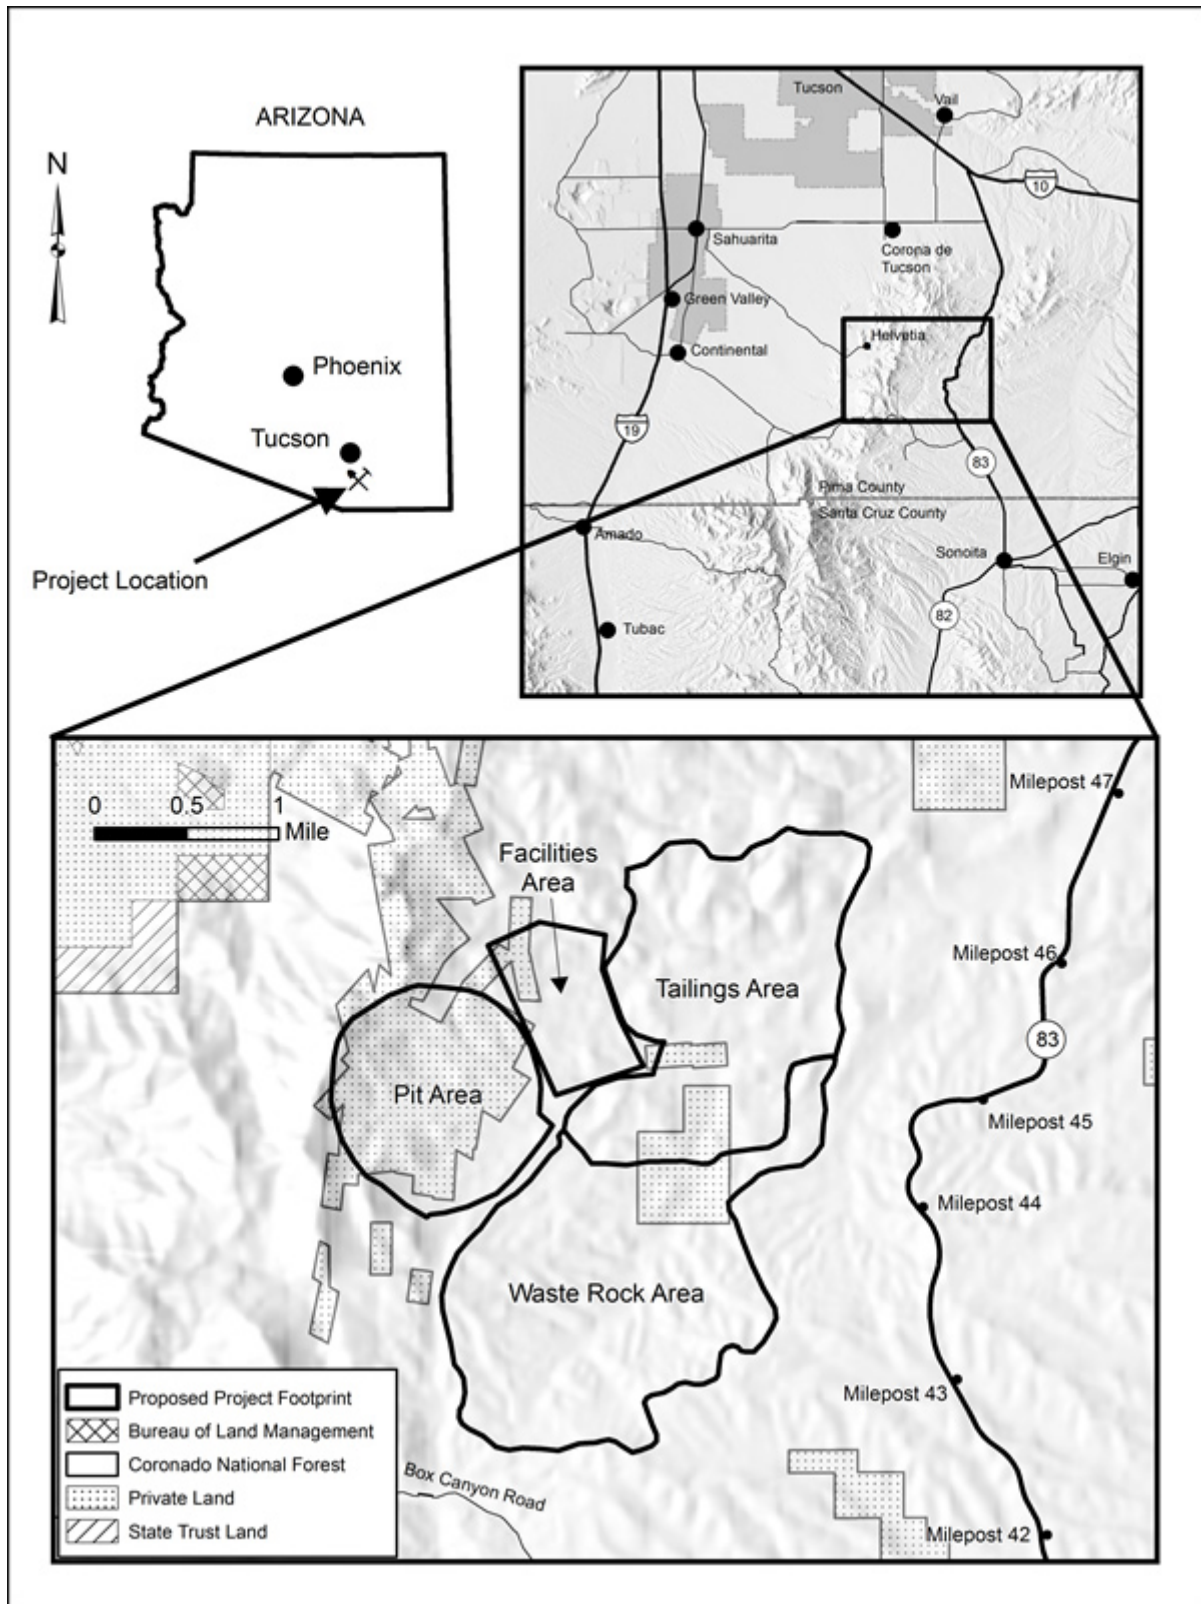 ARIZONA
N
Phoenix
Tucson
Project Location
Tucson
Vail
10
Sahuarita
Corona de
Tucson
Green Valley
Helvetia
Continental
19
83
Pima County
Santa Cruz County
Amado
Sonoita
Elgin
82
Tubac
0 0.5 1
Mile
Milepost 47
Facilities
Area
Milepost 46
Tailings Area
83
Pit Area
Milepost 45
Milepost 44
Waste Rock Area
Milepost 43
Proposed Project Footprint
Bureau of Land Management
Coronado National Forest
Private Land
State Trust Land
Box Canyon Road
Milepost 42